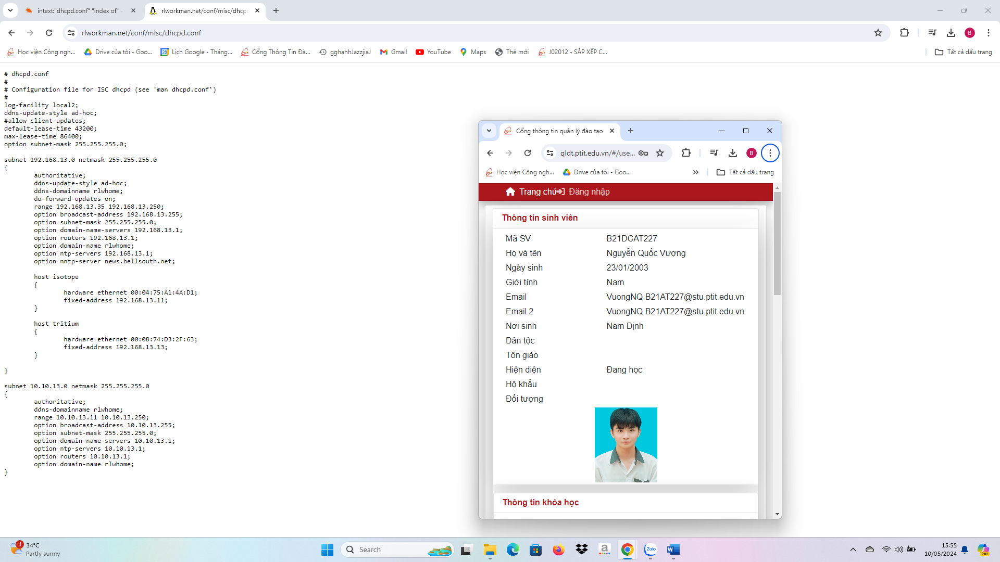 intext:"dhcpd.conf" "index of" -
rlworkman.net/conf/misc/dhcpd
rlworkman.net/conf/misc/dhcpd.conf
B
Học viện Công ngh...
Drive của tôi - Goo...
Lịch Google - Tháng...
Cổng Thông Tin Đà...
gghạhhJazzjiaJ
Gmail
YouTube
Maps
Thẻ mới
J02012 - SẮP XẾP C...
Tất cả dấu trang
# dhcpd.conf
#
# Configuration file for ISC dhcpd (see 'man dhcpd.conf')
#
log-facility local2;
ddns-update-style ad-hoc;
#allow client-updates;
default-lease-time 43200;
max-lease-time 86400;
option subnet-mask 255.255.255.0;
subnet 192.168.13.0 netmask 255.255.255.0
{
authoritative;
ddns-update-style ad-hoc;
ddns-domainname rlwhome;
do-forward-updates on;
range 192.168.13.35 192.168.13.250;
option broadcast-address 192.168.13.255;
option subnet-mask 255.255.255.0;
option domain-name-servers 192.168.13.1;
option routers 192.168.13.1;
option domain-name rlwhome;
option ntp-servers 192.168.13.1;
option nntp-server news.bellsouth.net;
host isotope
{
hardware ethernet 00:04:75:A1:4A:D1;
fixed-address 192.168.13.11;
}
host tritium
{
hardware ethernet 00:08:74:D3:2F:63;
fixed-address 192.168.13.13;
}
}
subnet 10.10.13.0 netmask 255.255.255.0
{
authoritative;
ddns-domainname rlwhome;
range 10.10.13.11 10.10.13.250;
option broadcast-address 10.10.13.255;
option subnet-mask 255.255.255.0;
option domain-name-servers 10.10.13.1;
option ntp-servers 10.10.13.1;
option routers 10.10.13.1;
option domain-name rlwhome;
}
Cổng thông tin quản lý đào tạo
qldt.ptit.edu.vn/#/use...
B
Học viện Công ngh...
Drive của tôi - Goo...
Tất cả dấu trang
Trang chủ
Đăng nhập
Thông tin sinh viên
Mã SV B21DCAT227
Họ và tên Nguyễn Quốc Vượng
Ngày sinh 23/01/2003
Giới tính Nam
Email VuongNQ.B21AT227@stu.ptit.edu.vn
Email 2 VuongNQ.B21AT227@stu.ptit.edu.vn
Nơi sinh Nam Định
Dân tộc
Tôn giáo
Hiện diện Đang học
Hộ khẩu
Đối tượng
Thông tin khóa học
1
34°C
Partly sunny
Search
Zalo
15:55
10/05/2024
PRE